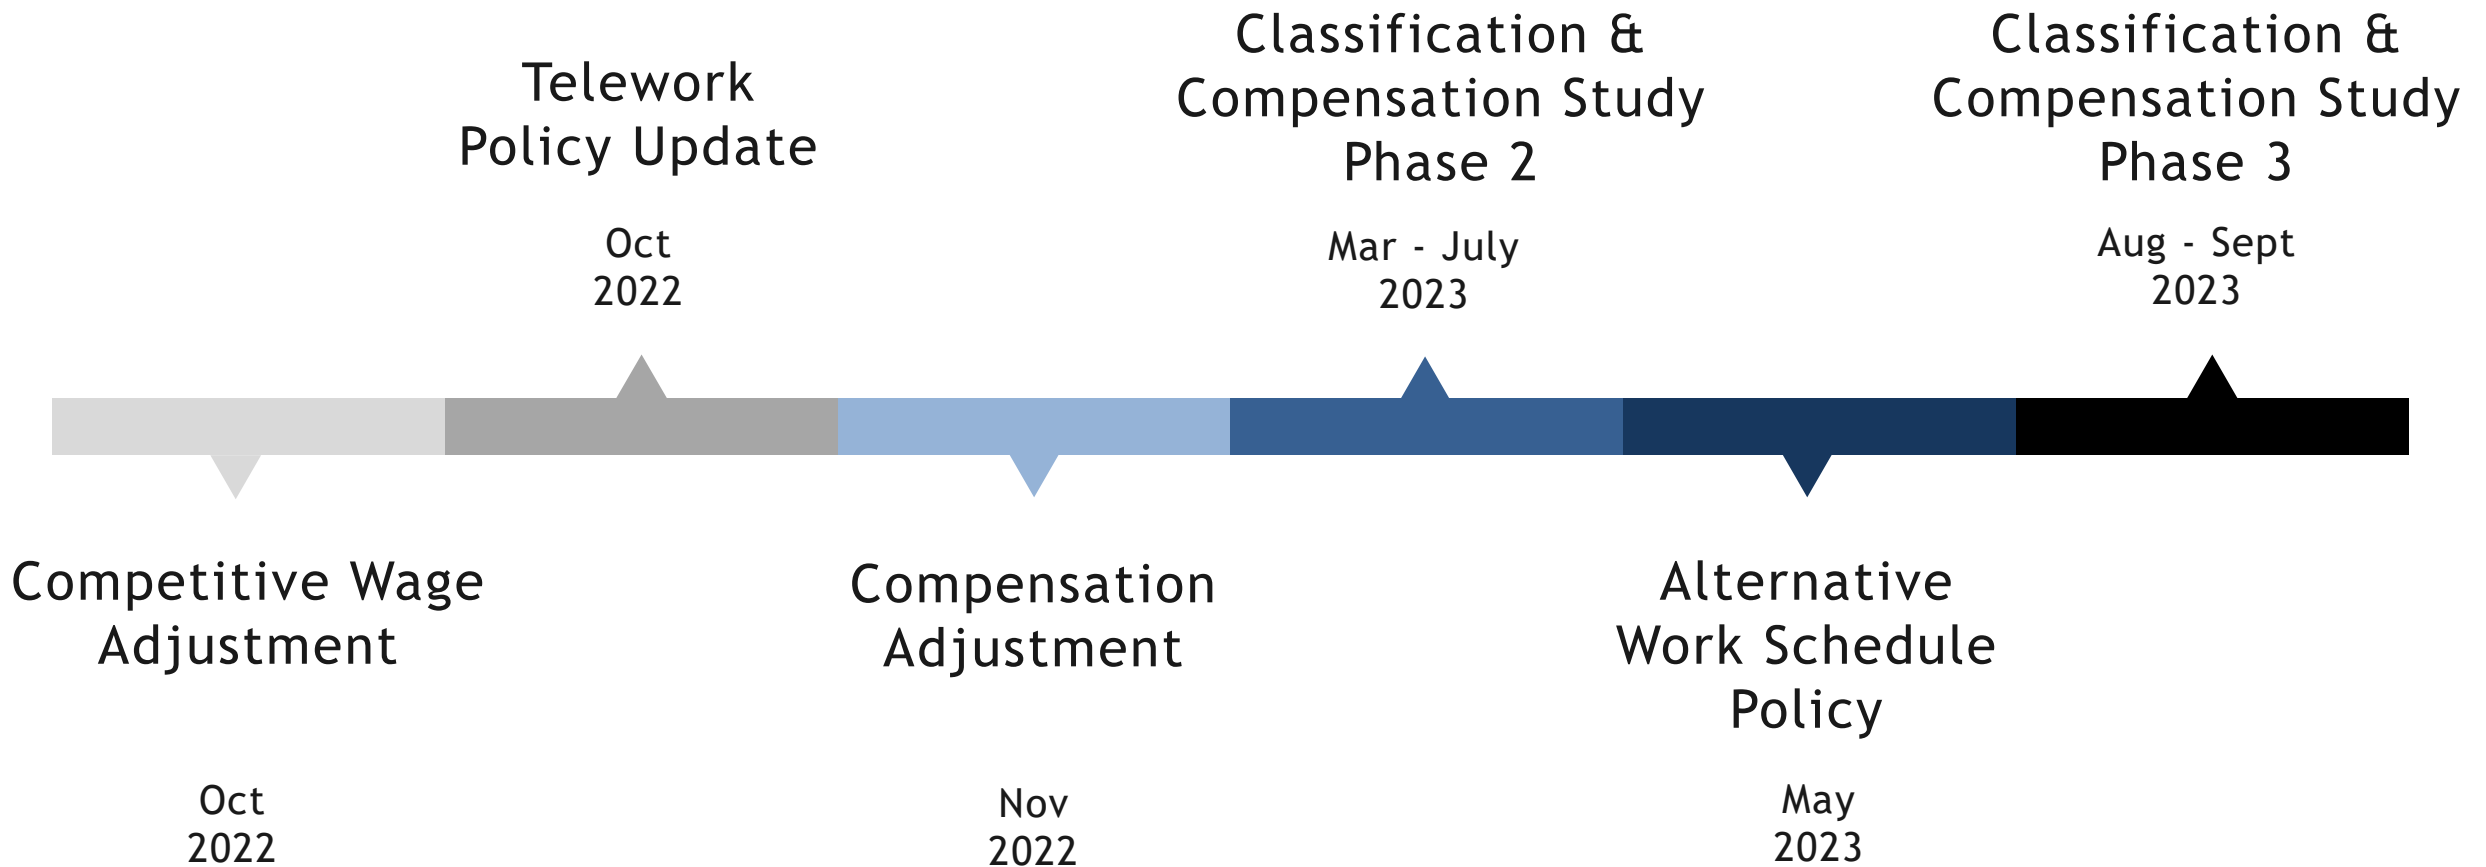 Competitive Wage
Adjustment
Oct
2022
Telework
Policy Update
Oct
2022
Compensation
Adjustment
Nov
2022
Classification &
Compensation Study
Phase 2
Mar - July
2023
Alternative
Work Schedule
Policy
May
2023
Classification &
Compensation Study
Phase 3
Aug - Sept
2023